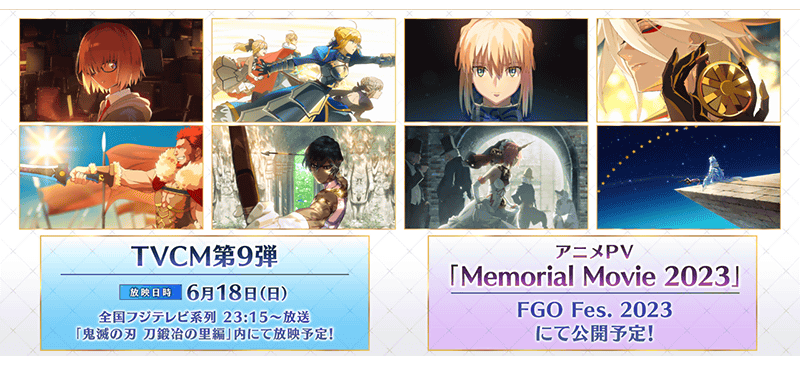 TVCM第9弾
放映日時 6月18日(日)
全国フジテレビ系列 23:15～放送
「鬼滅の刃 刀鍛冶の里編」内にて放映予定!
アニメPV
「Memorial Movie 2023」
FGO Fes. 2023
にて公開予定!